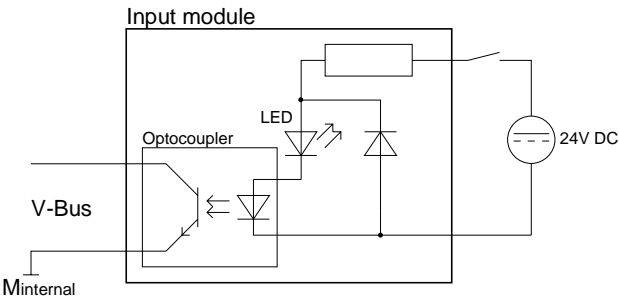 Input module
LED
Optocoupler
24V DC
V-Bus
Minternal